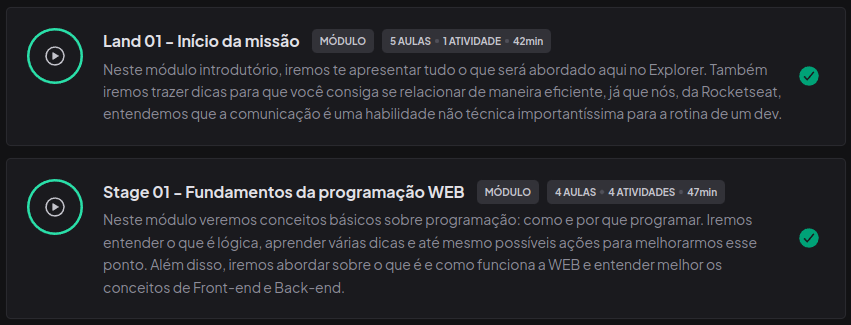 Land 01 - Início da missão MÓDULO 5 AULAS • 1 ATIVIDADE • 42min
Neste módulo introdutório, iremos te apresentar tudo o que será abordado aqui no Explorer. Também
iremos trazer dicas para que você consiga se relacionar de maneira eficiente, já que nós, da Rocketseat,
entendemos que a comunicação é uma habilidade não técnica importantíssima para a rotina de um dev.
Stage 01 - Fundamentos da programação WEB MÓDULO 4 AULAS • 4 ATIVIDADES • 47min
Neste módulo veremos conceitos básicos sobre programação: como e por que programar. Iremos
entender o que é lógica, aprender várias dicas e até mesmo possíveis ações para melhorarmos esse
ponto. Além disso, iremos abordar sobre o que é e como funciona a WEB e entender melhor os
conceitos de Front-end e Back-end.